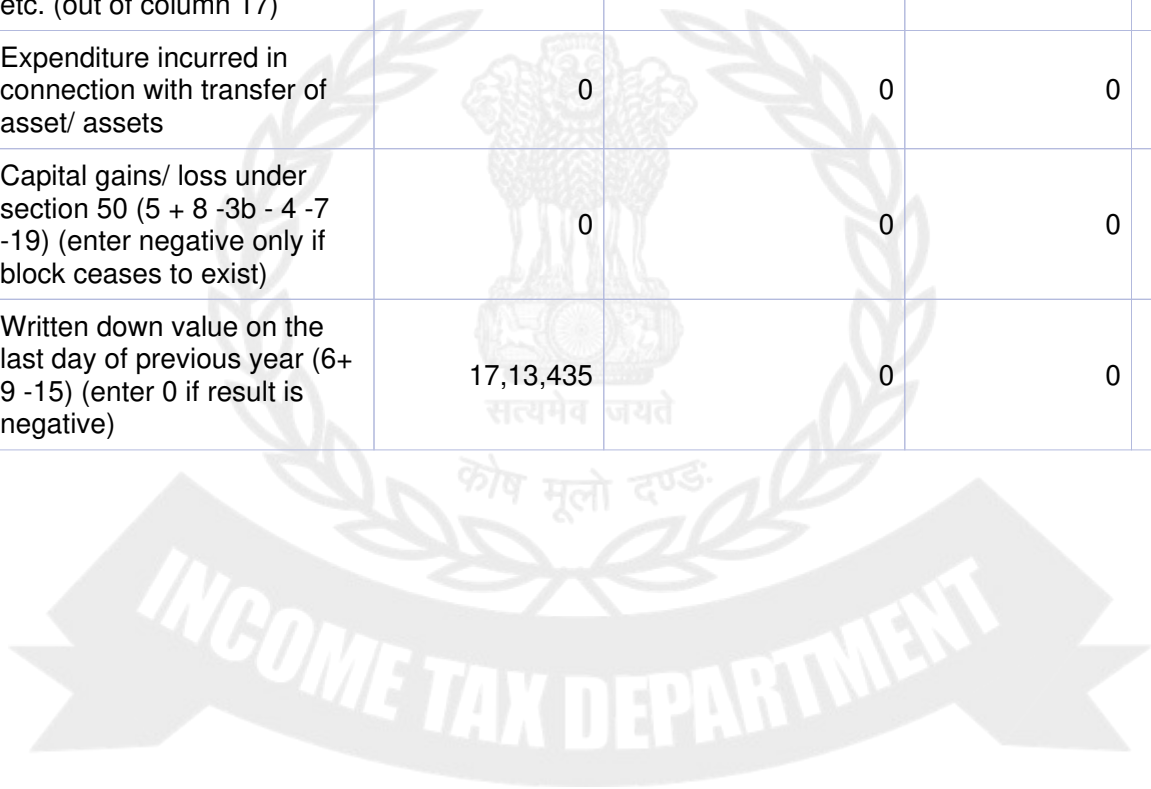 etc. (out of column 17)
Expenditure incurred in
connection with transfer of
asset/ assets
0 0 0
Capital gains/ loss under
section 50 (5 + 8 -3b - 4 -7
-19) (enter negative only if
block ceases to exist)
0 0 0
Written down value on the
last day of previous year (6+
9 -15) (enter 0 if result is
negative)
17,13,435 0 0
सत्यमेव जयते
कोष मूलो दण्डः
INCOME TAX DEPARTMENT